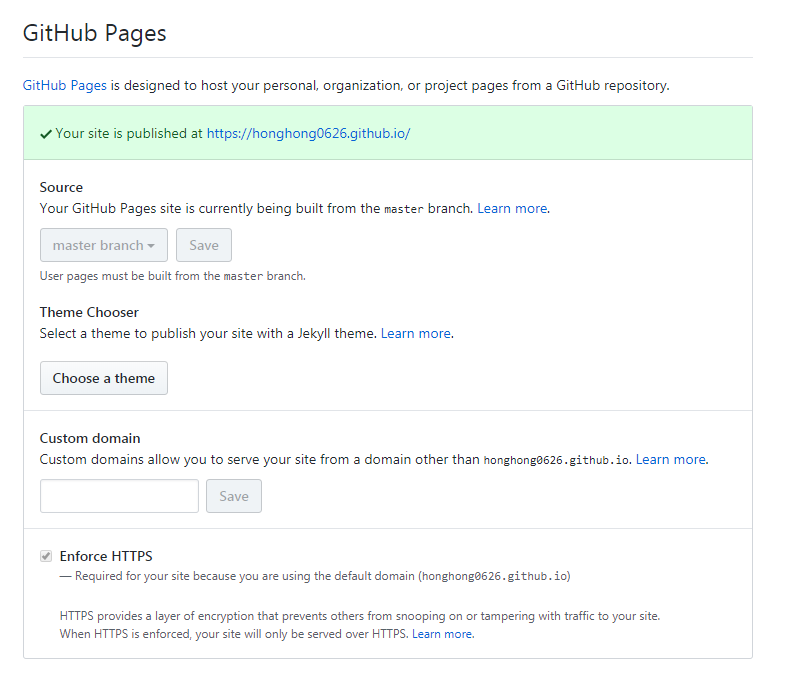 GitHub Pages
GitHub Pages is designed to host your personal, organization, or project pages from a GitHub repository.
Your site is published at https://honghong0626.github.io/
Source
Your GitHub Pages site is currently being built from the master branch. Learn more.
master branch Save
User pages must be built from the master branch.
Theme Chooser
Select a theme to publish your site with a Jekyll theme. Learn more.
Choose a theme
Custom domain
Custom domains allow you to serve your site from a domain other than honghong0626.github.io. Learn more.
Save
Enforce HTTPS
— Required for your site because you are using the default domain (honghong0626.github.io)
HTTPS provides a layer of encryption that prevents others from snooping on or tampering with traffic to your site.
When HTTPS is enforced, your site will only be served over HTTPS. Learn more.